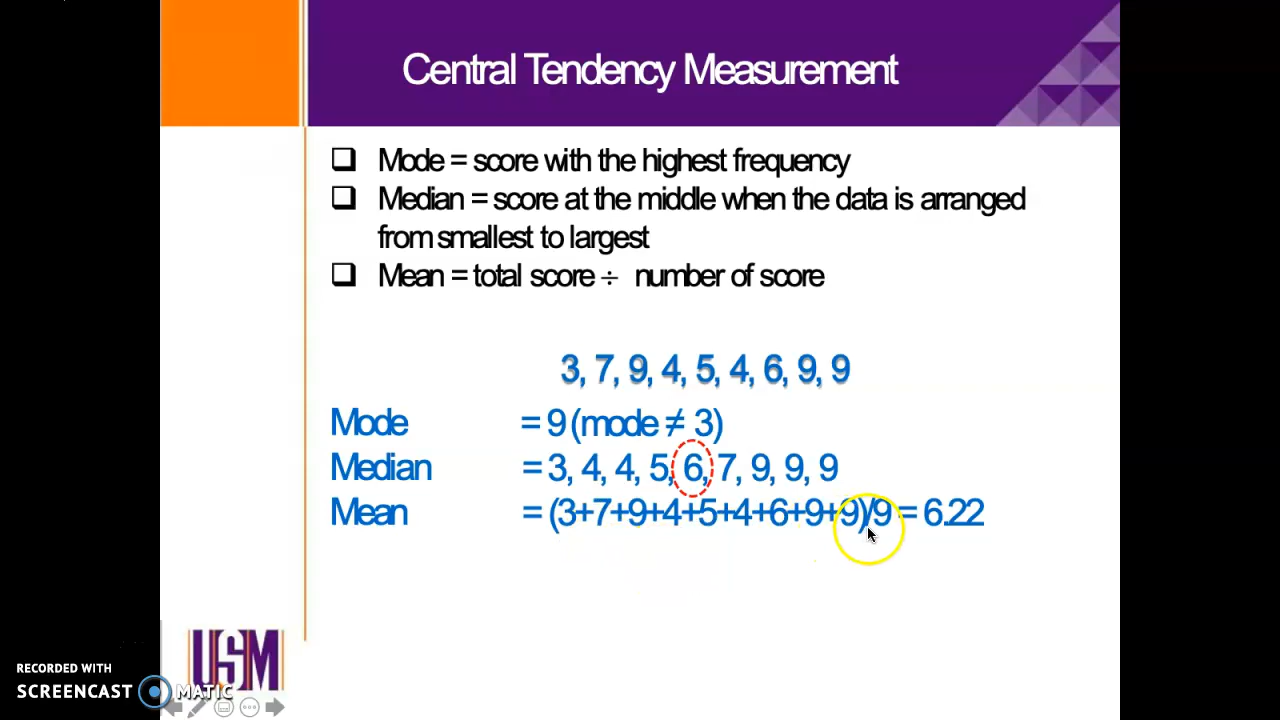 Central Tendency Measurement
❑ Mode = score with the highest frequency
❑ Median = score at the middle when the data is arranged
from smallest to largest
❑ Mean = total score ÷ number of score
3, 7, 9, 4, 5, 4, 6, 9, 9
Mode = 9 (mode ≠ 3)
Median = 3, 4, 4, 5, 6, 7, 9, 9, 9
Mean = (3+7+9+4+5+4+6+9+9)/9 = 6.22
USM
RECORDED WITH
SCREENCAST MATIC